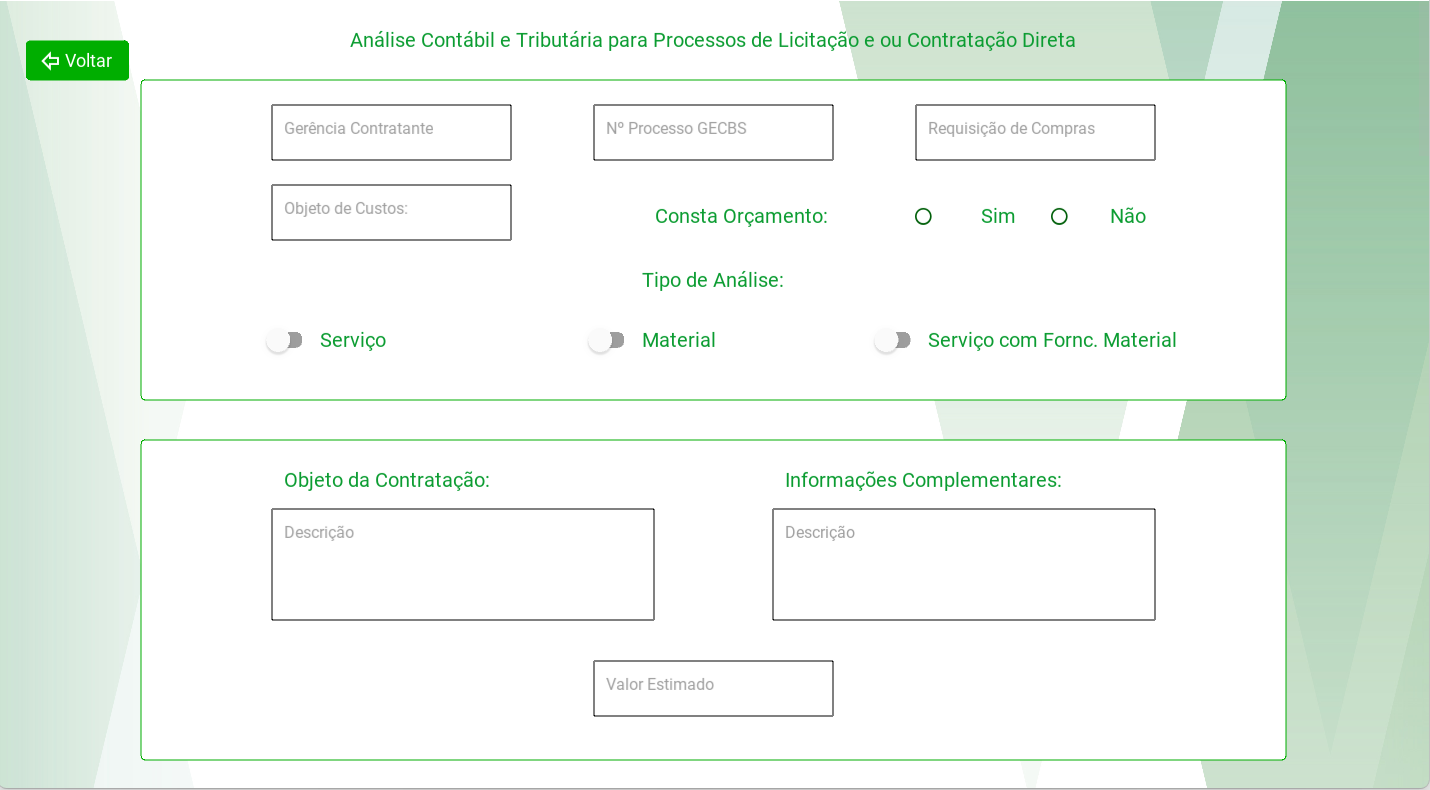 Análise Contábil e Tributária para Processos de Licitação e ou Contratação Direta
Voltar
Gerência Contratante
Nº Processo GECBS
Requisição de Compras
Objeto de Custos:
Consta Orçamento:
Sim
Não
Tipo de Análise:
Serviço
Material
Serviço com Fornc. Material
Objeto da Contratação:
Informações Complementares:
Descrição
Descrição
Valor Estimado